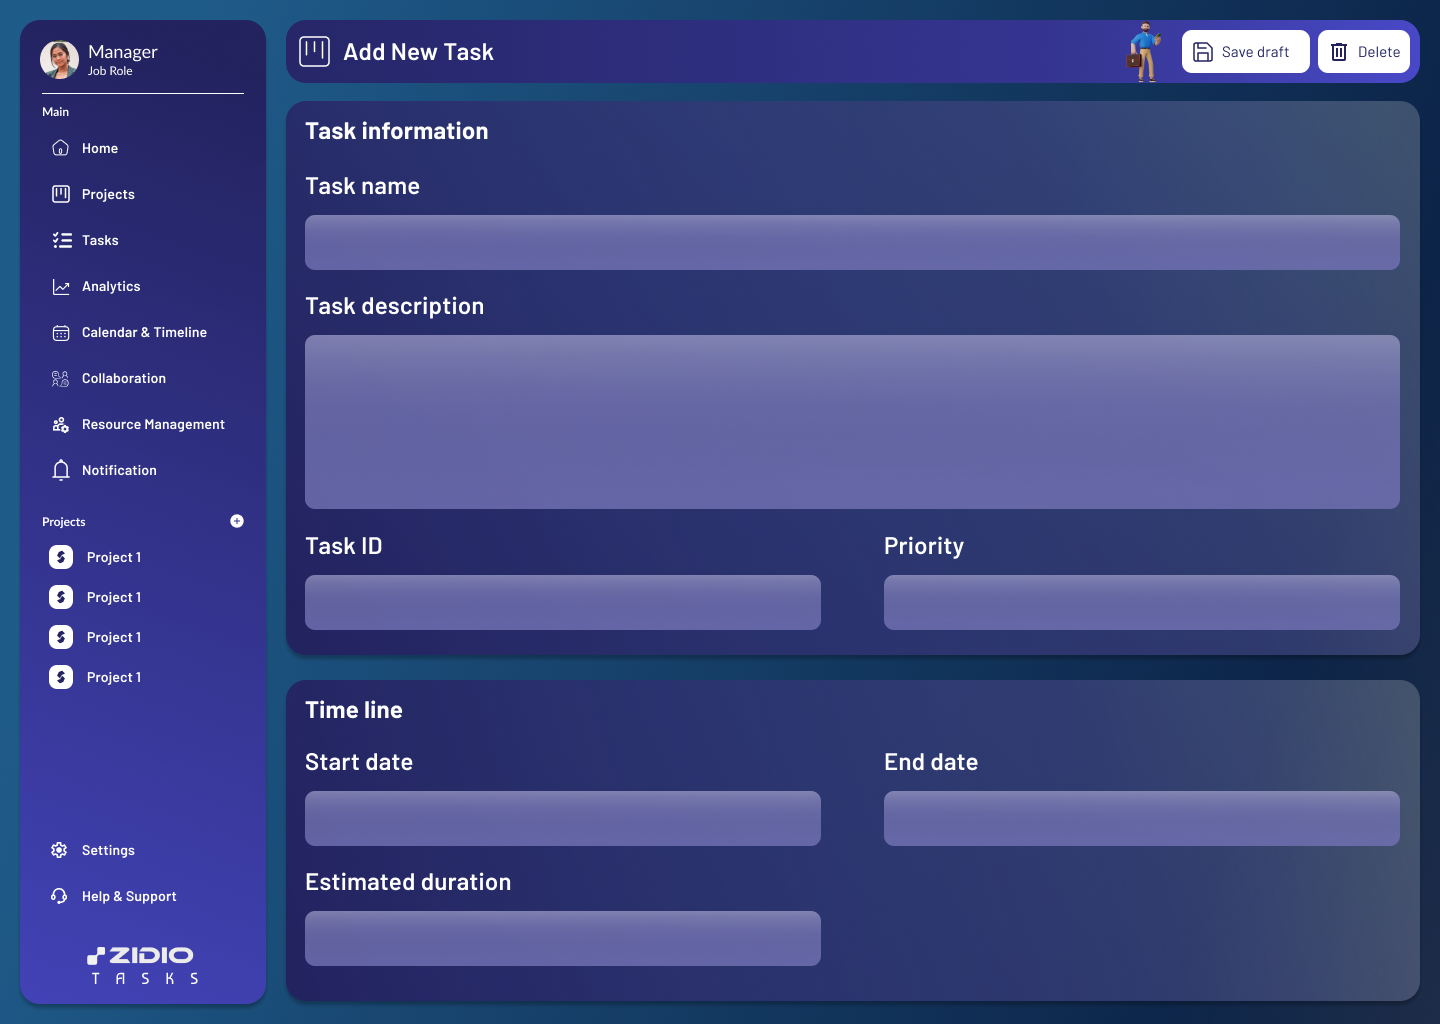 Manager
Job Role
Main
Home
Projects
Tasks
Analytics
Calendar & Timeline
Collaboration
Resource Management
Notification
Projects
Project 1
Project 1
Project 1
Project 1
Settings
Help & Support
ZIDIO
TASKS
Add New Task
Save draft
Delete
Task information
Task name
Task description
Task ID
Priority
Time line
Start date
End date
Estimated duration